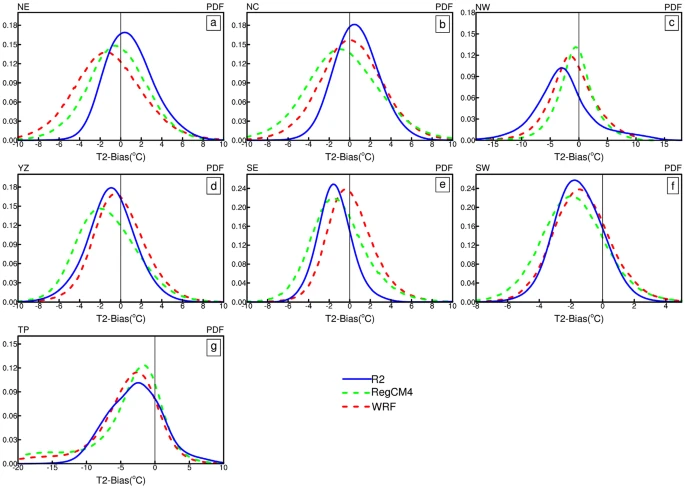 NE PDF NC PDF NW PDF
a b c
0.18 0.15 0.12 0.09 0.06 0.03 0.00
-10 -8 -6 -4 -2 0 2 4 6 8 10
T2-Bias(°C)
0.18 0.15 0.12 0.09 0.06 0.03 0.00
-10 -8 -6 -4 -2 0 2 4 6 8 10
T2-Bias(°C)
0.18 0.15 0.12 0.09 0.06 0.03 0.00
-15 -10 -5 0 5 10 15
T2-Bias(°C)
YZ PDF SE PDF SW PDF
d e f
0.18 0.15 0.12 0.09 0.06 0.03 0.00
-10 -8 -6 -4 -2 0 2 4 6 8 10
T2-Bias(°C)
0.24 0.20 0.16 0.12 0.08 0.04 0.00
-10 -8 -6 -4 -2 0 2 4 6 8 10
T2-Bias(°C)
0.24 0.20 0.16 0.12 0.08 0.04 0.00
-8 -6 -4 -2 0 2 4
T2-Bias(°C)
TP PDF
g
0.15 0.12 0.09 0.06 0.03 0.00
-20 -15 -10 -5 0 5 10
T2-Bias(°C)
R2
RegCM4
WRF